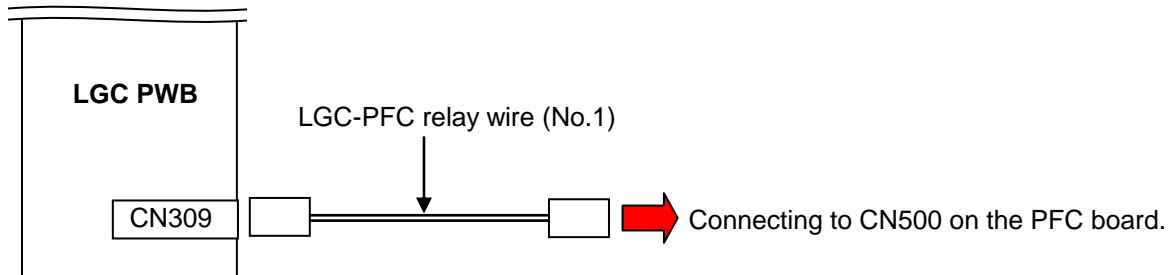 LGC PWB
LGC-PFC relay wire (No.1)
CN309
Connecting to CN500 on the PFC board.